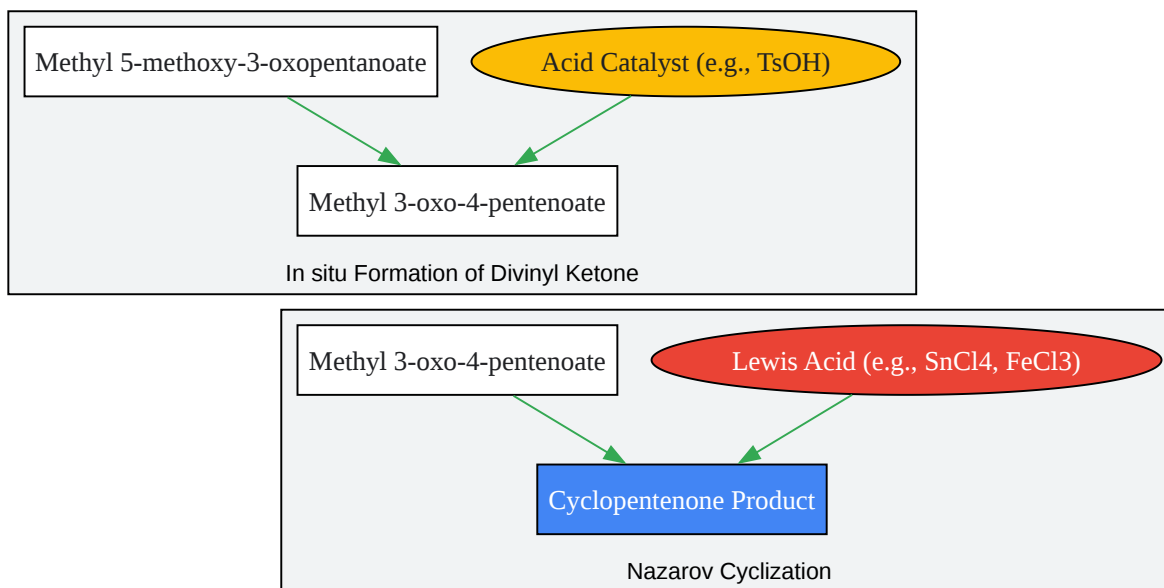 Methyl 5-methoxy-3-oxopentanoate
Acid Catalyst (e.g., TsOH)
Methyl 3-oxo-4-pentenoate
In situ Formation of Divinyl Ketone
Methyl 3-oxo-4-pentenoate
Lewis Acid (e.g., SnCl4, FeCl3)
Cyclopentenone Product
Nazarov Cyclization